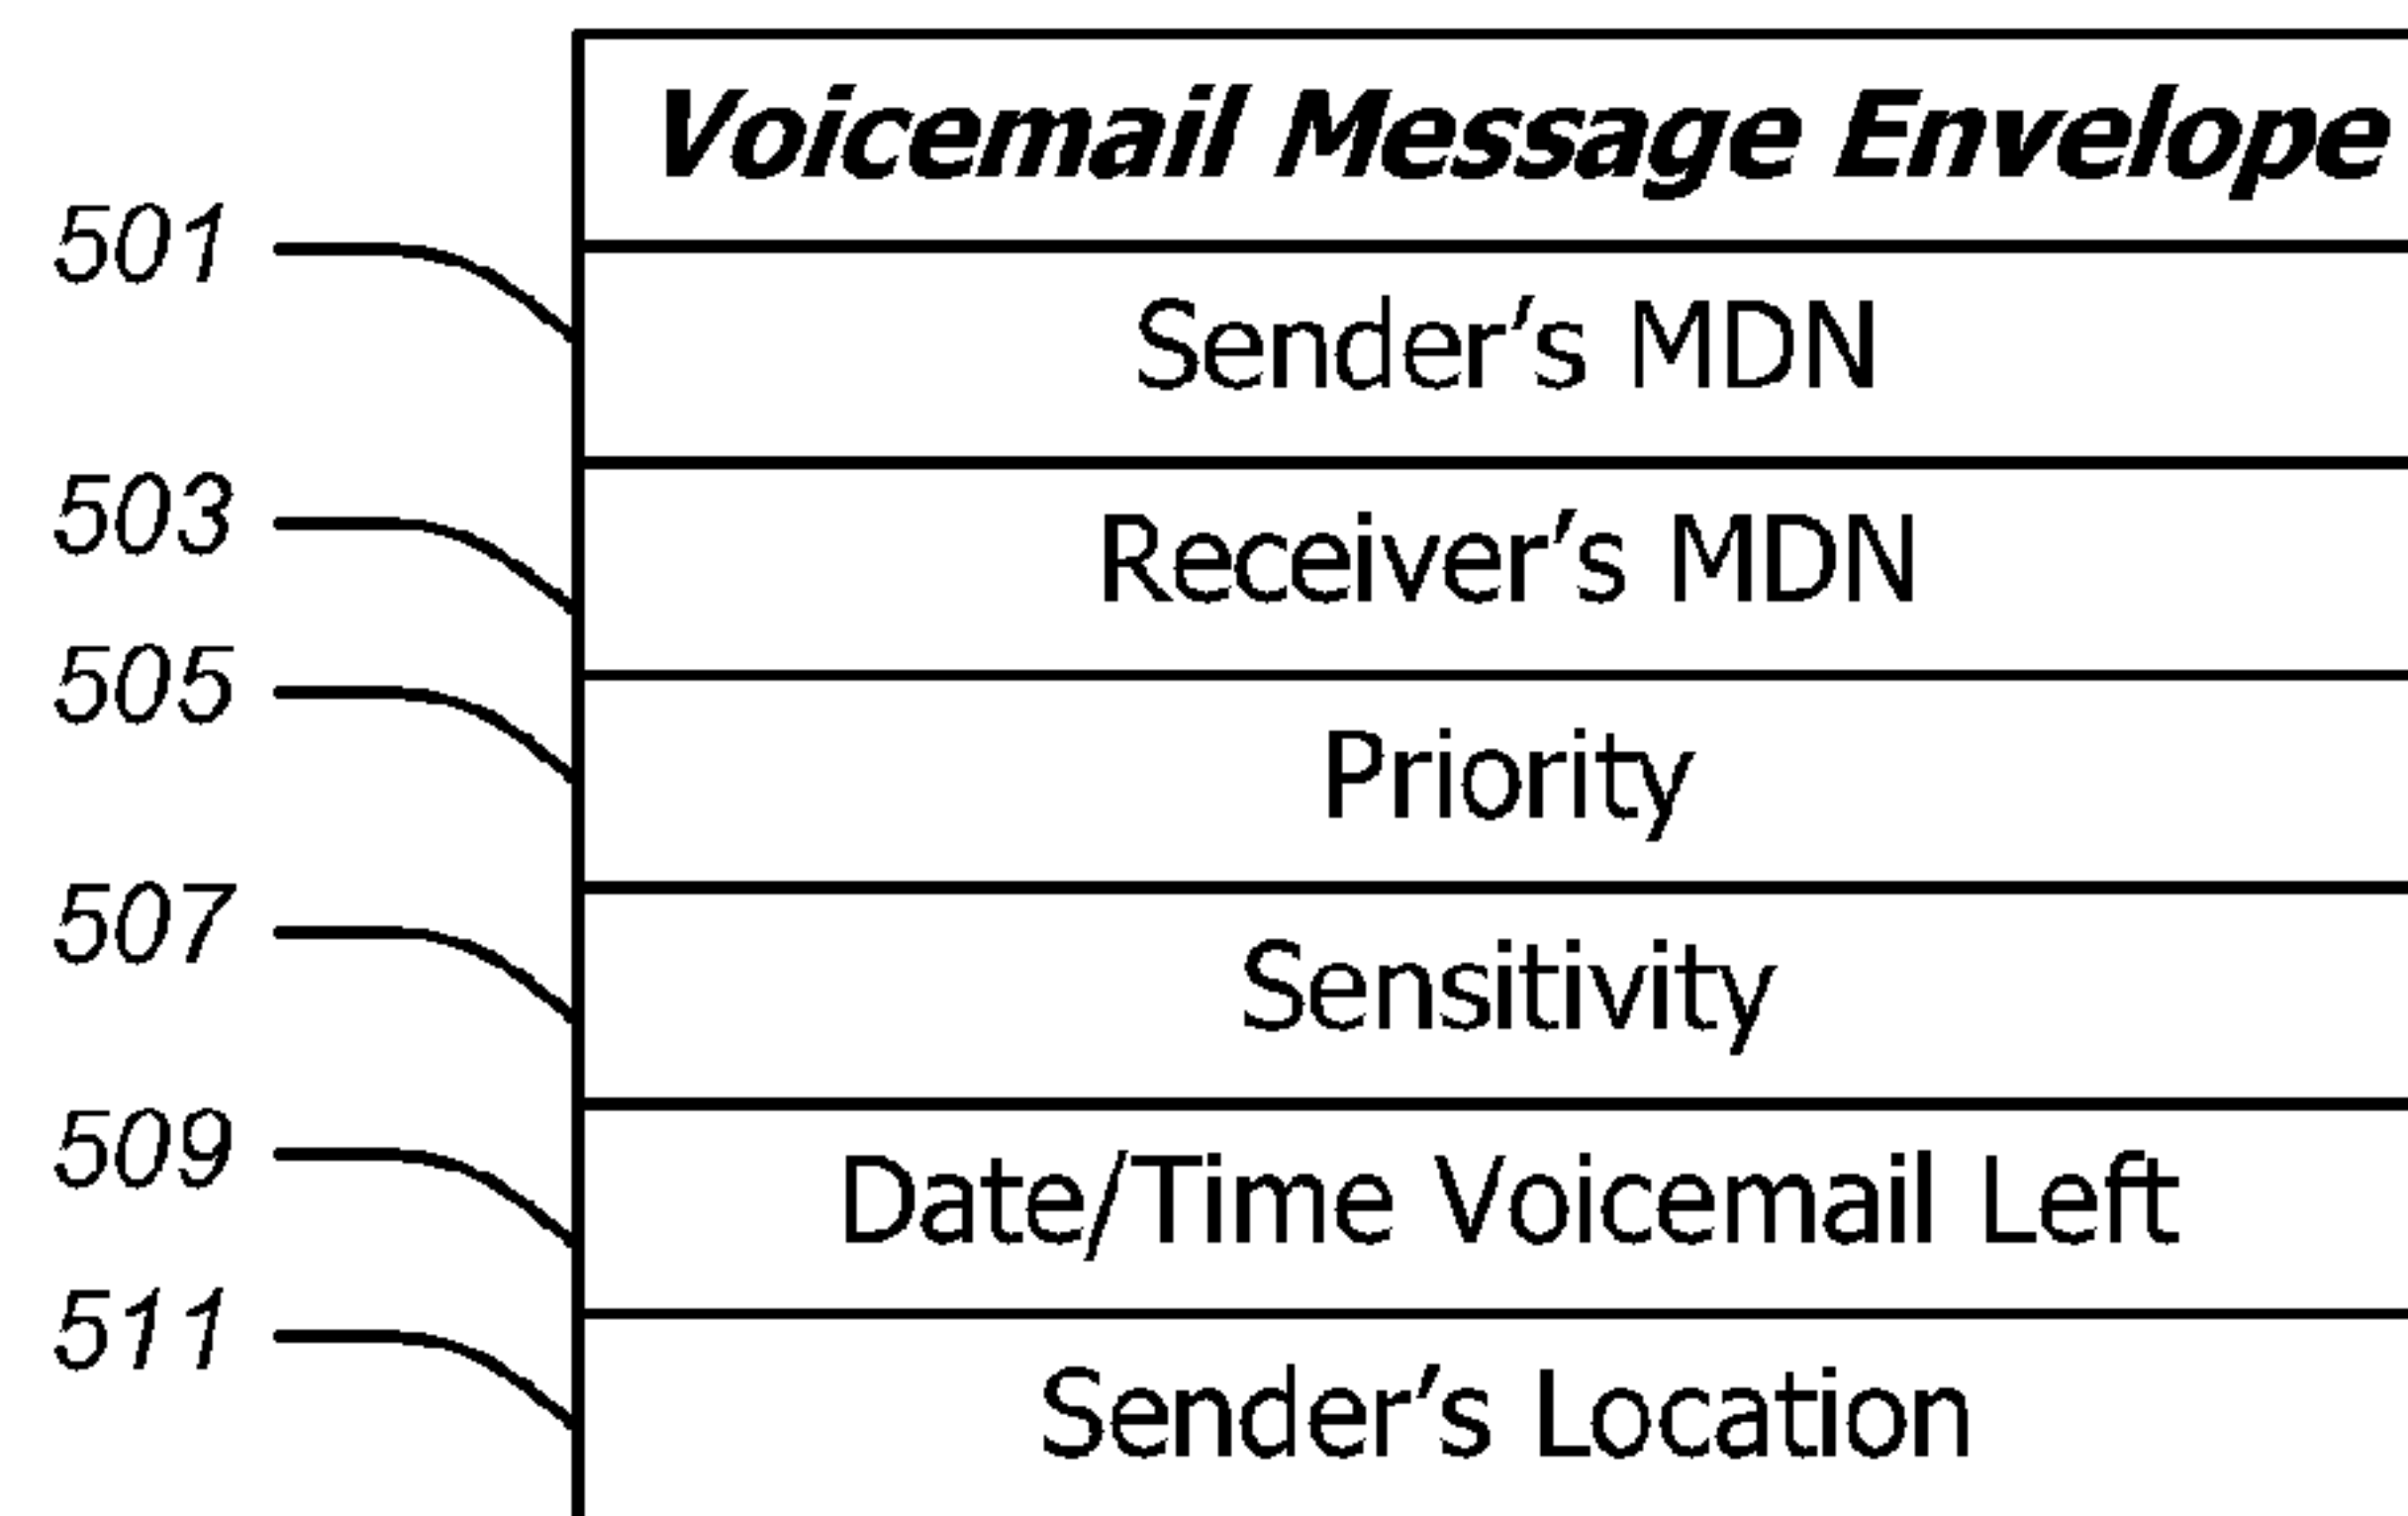 Voicemail Message Envelope
501
Sender's MDN
503
Receiver's MDN
505
Priority
507
Sensitivity
509
Date/Time Voicemail Left
511
Sender's Location